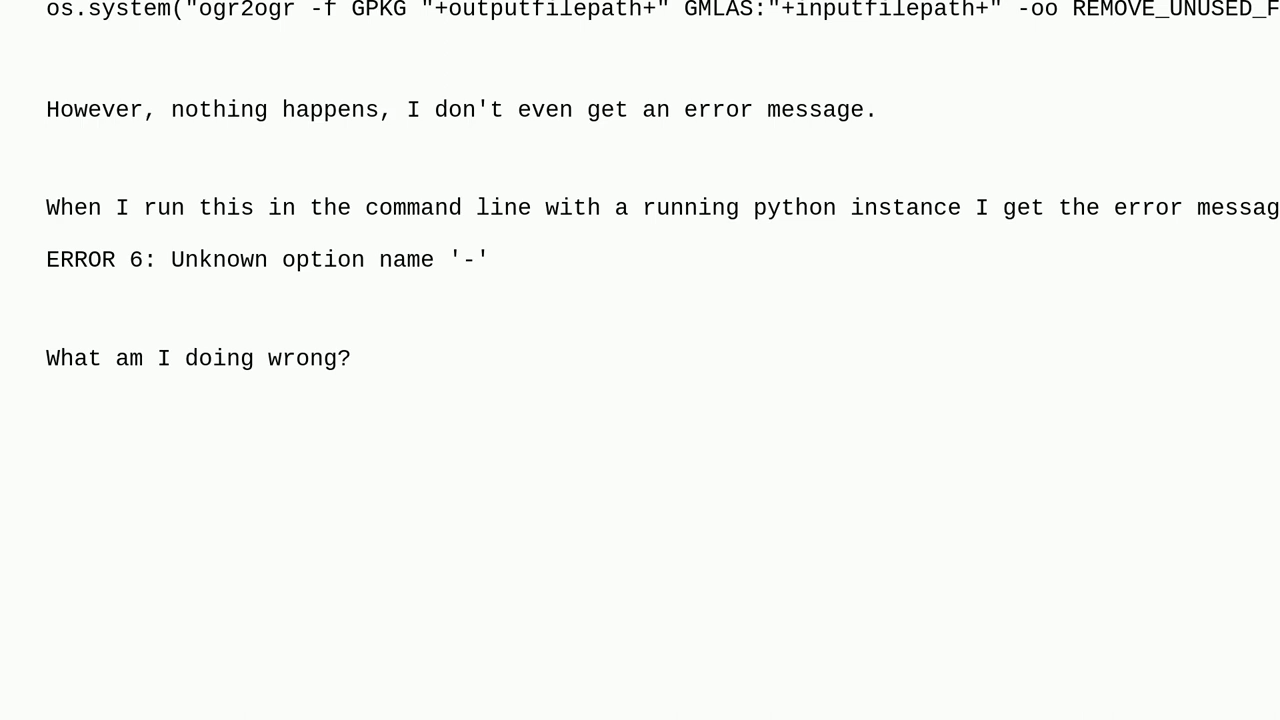 os.system("ogr2ogr -f GPKG "+outputfilepath+" GMLAS:"+inputfilepath+" -oo REMOVE_UNUSED_F
However, nothing happens, I don't even get an error message.
When I run this in the command line with a running python instance I get the error messag
ERROR 6: Unknown option name '-'
What am I doing wrong?